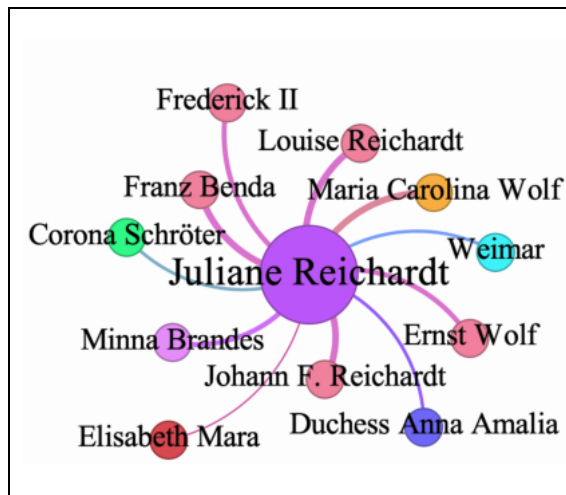 Frederick II
Louise Reichardt
Franz Benda
Maria Carolina Wolf
Corona Schröter
Weimar
Juliane Reichardt
Minna Brandes
Ernst Wolf
Johann F. Reichardt
Elisabeth Mara
Duchess Anna Amalia